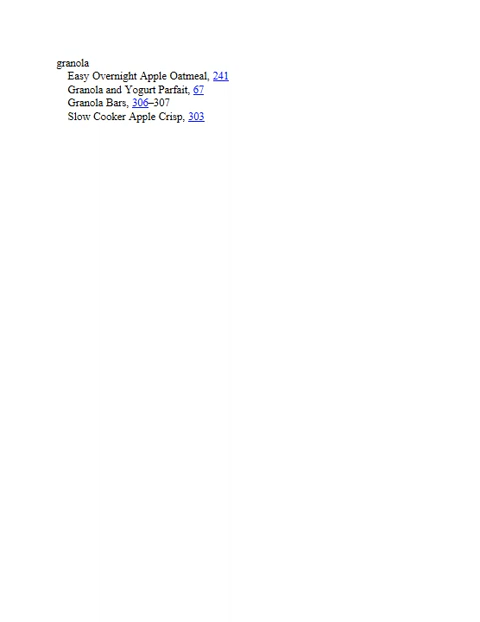 granola
Easy Overnight Apple Oatmeal, 241
Granola and Yogurt Parfait, 67
Granola Bars, 306–307
Slow Cooker Apple Crisp, 303